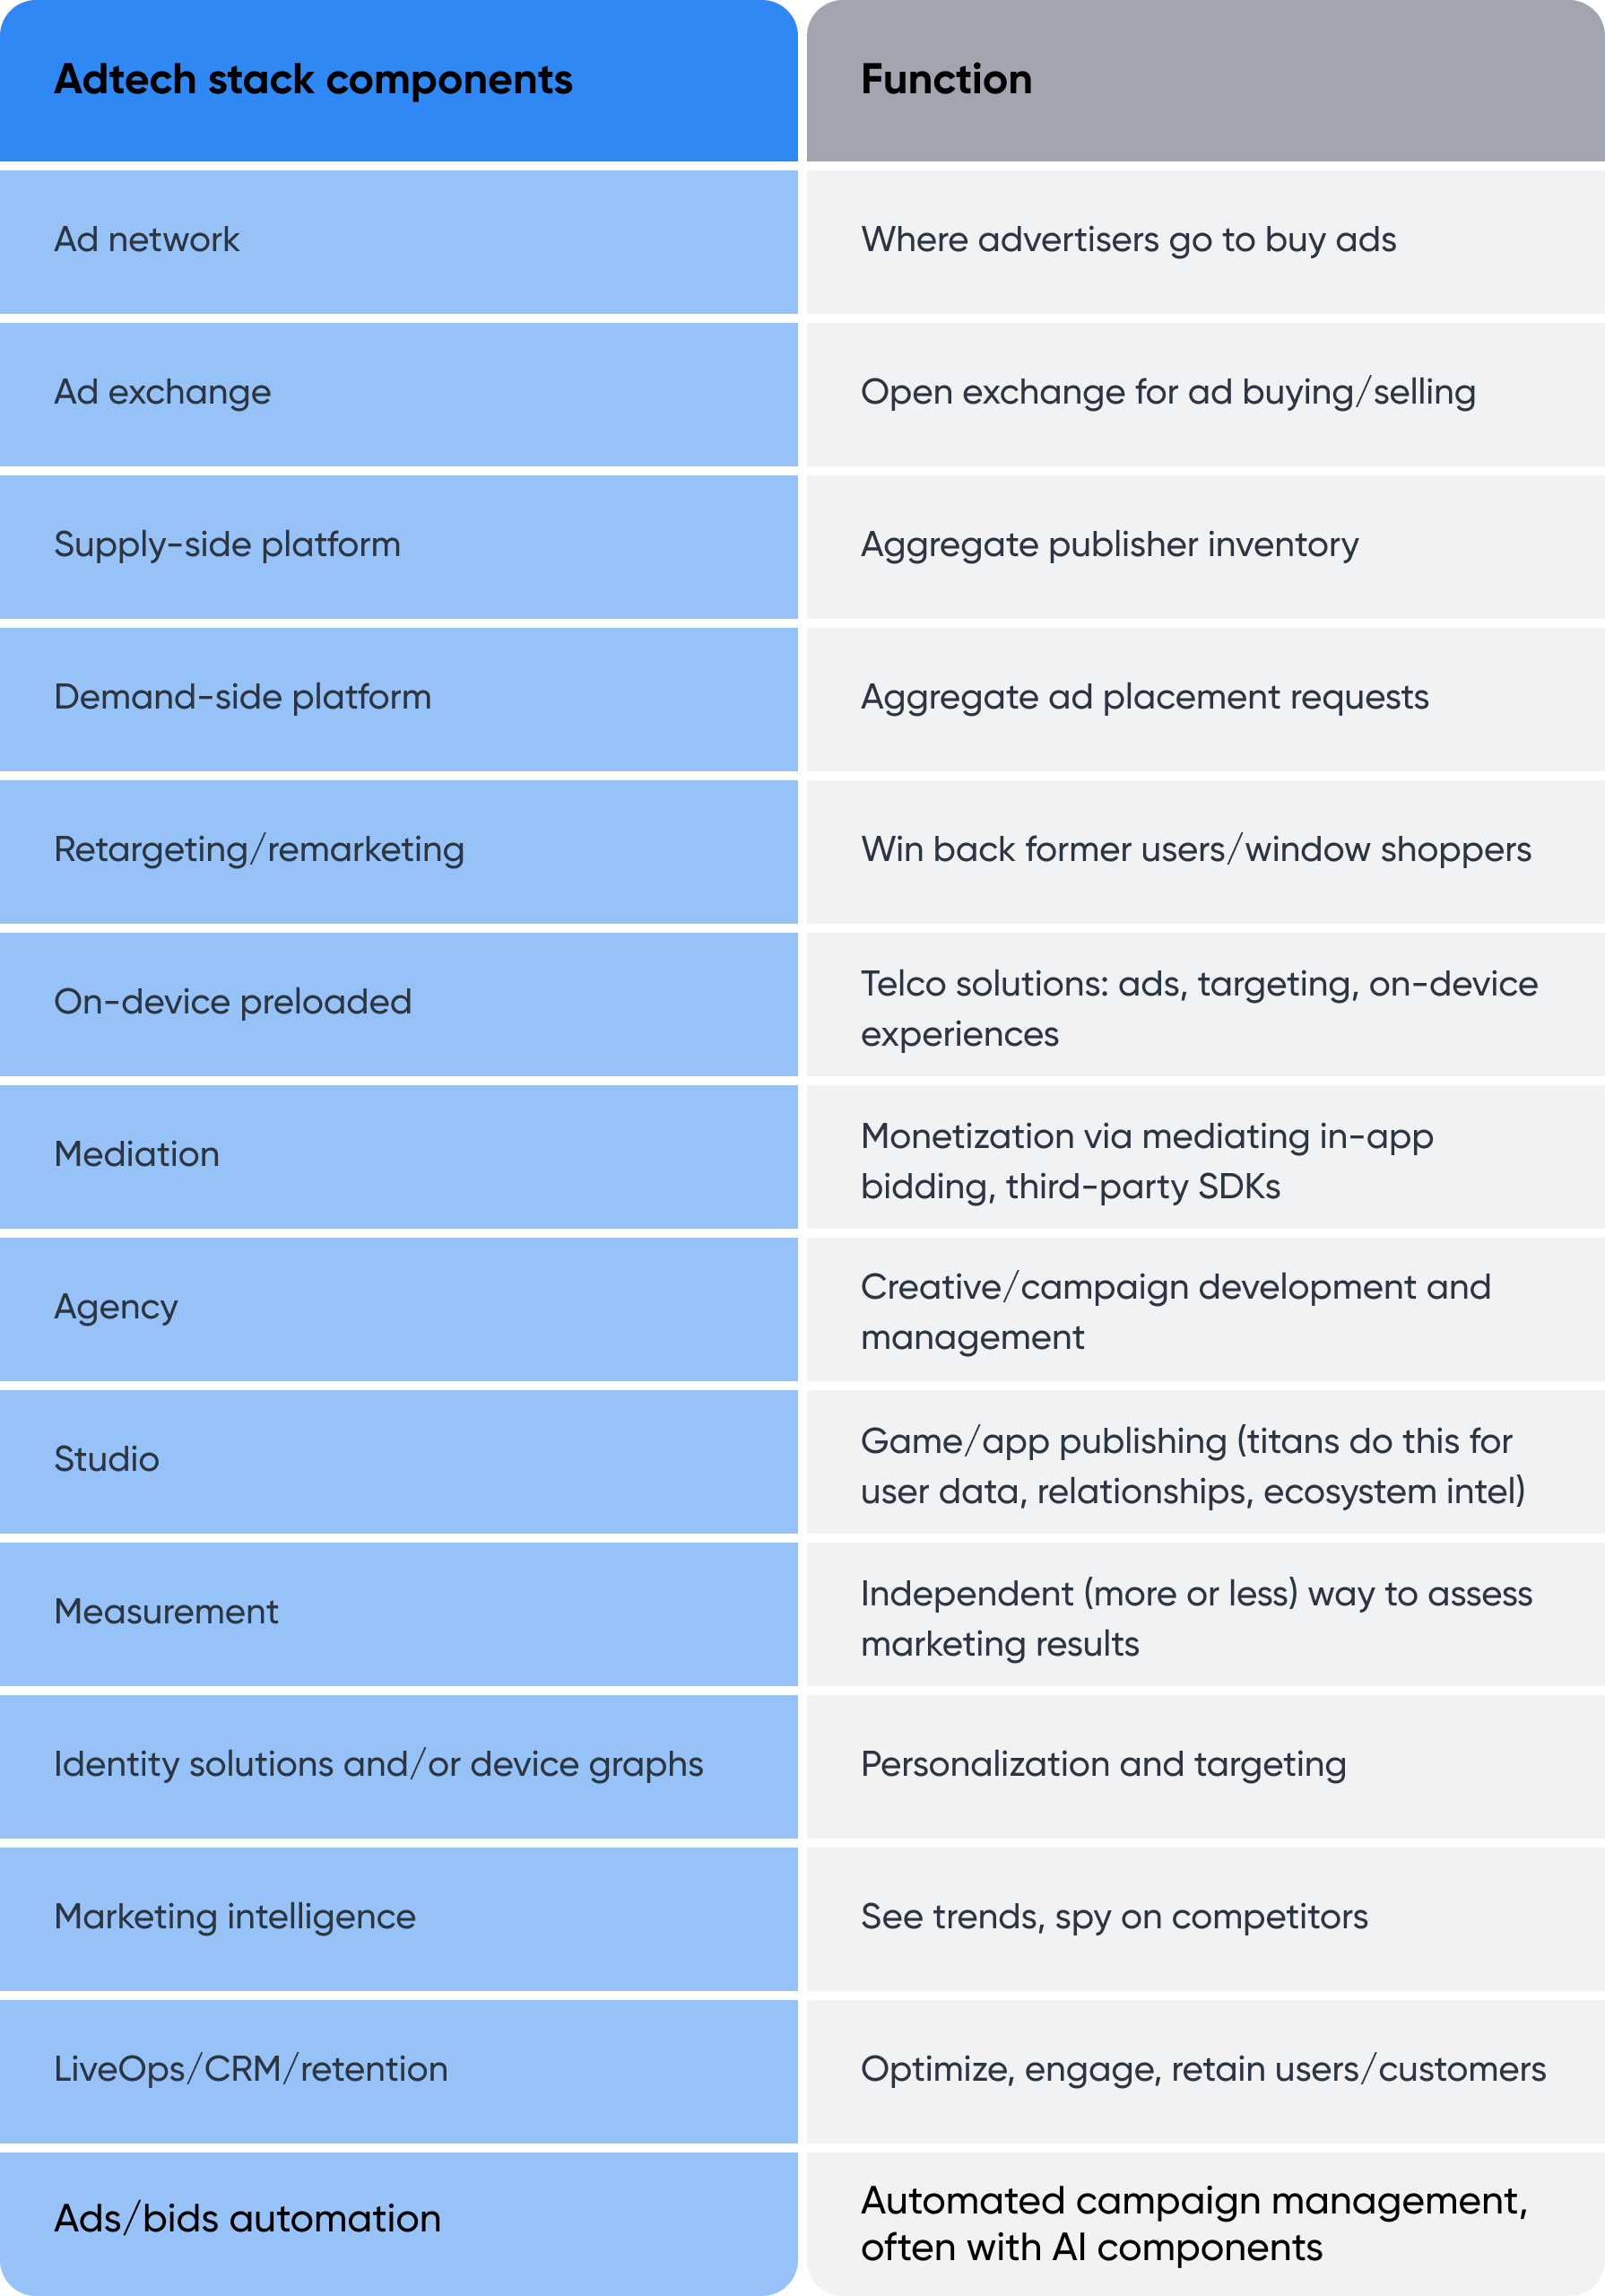 Adtech stack components
Function
Ad network
Where advertisers go to buy ads
Ad exchange
Open exchange for ad buying/selling
Supply-side platform
Aggregate publisher inventory
Demand-side platform
Aggregate ad placement requests
Retargeting/remarketing
Win back former users/window shoppers
On-device preloaded
Telco solutions: ads, targeting, on-device
experiences
Mediation
Monetization via mediating in-app
bidding, third-party SDKs
Agency
Creative/campaign development and
management
Studio
Game/app publishing (titans do this for
user data, relationships, ecosystem intel)
Measurement
Independent (more or less) way to assess
marketing results
Identity solutions and/or device graphs
Personalization and targeting
Marketing intelligence
See trends, spy on competitors
LiveOps/CRM/retention
Optimize, engage, retain users/customers
Ads/bids automation
Automated campaign management,
often with AI components